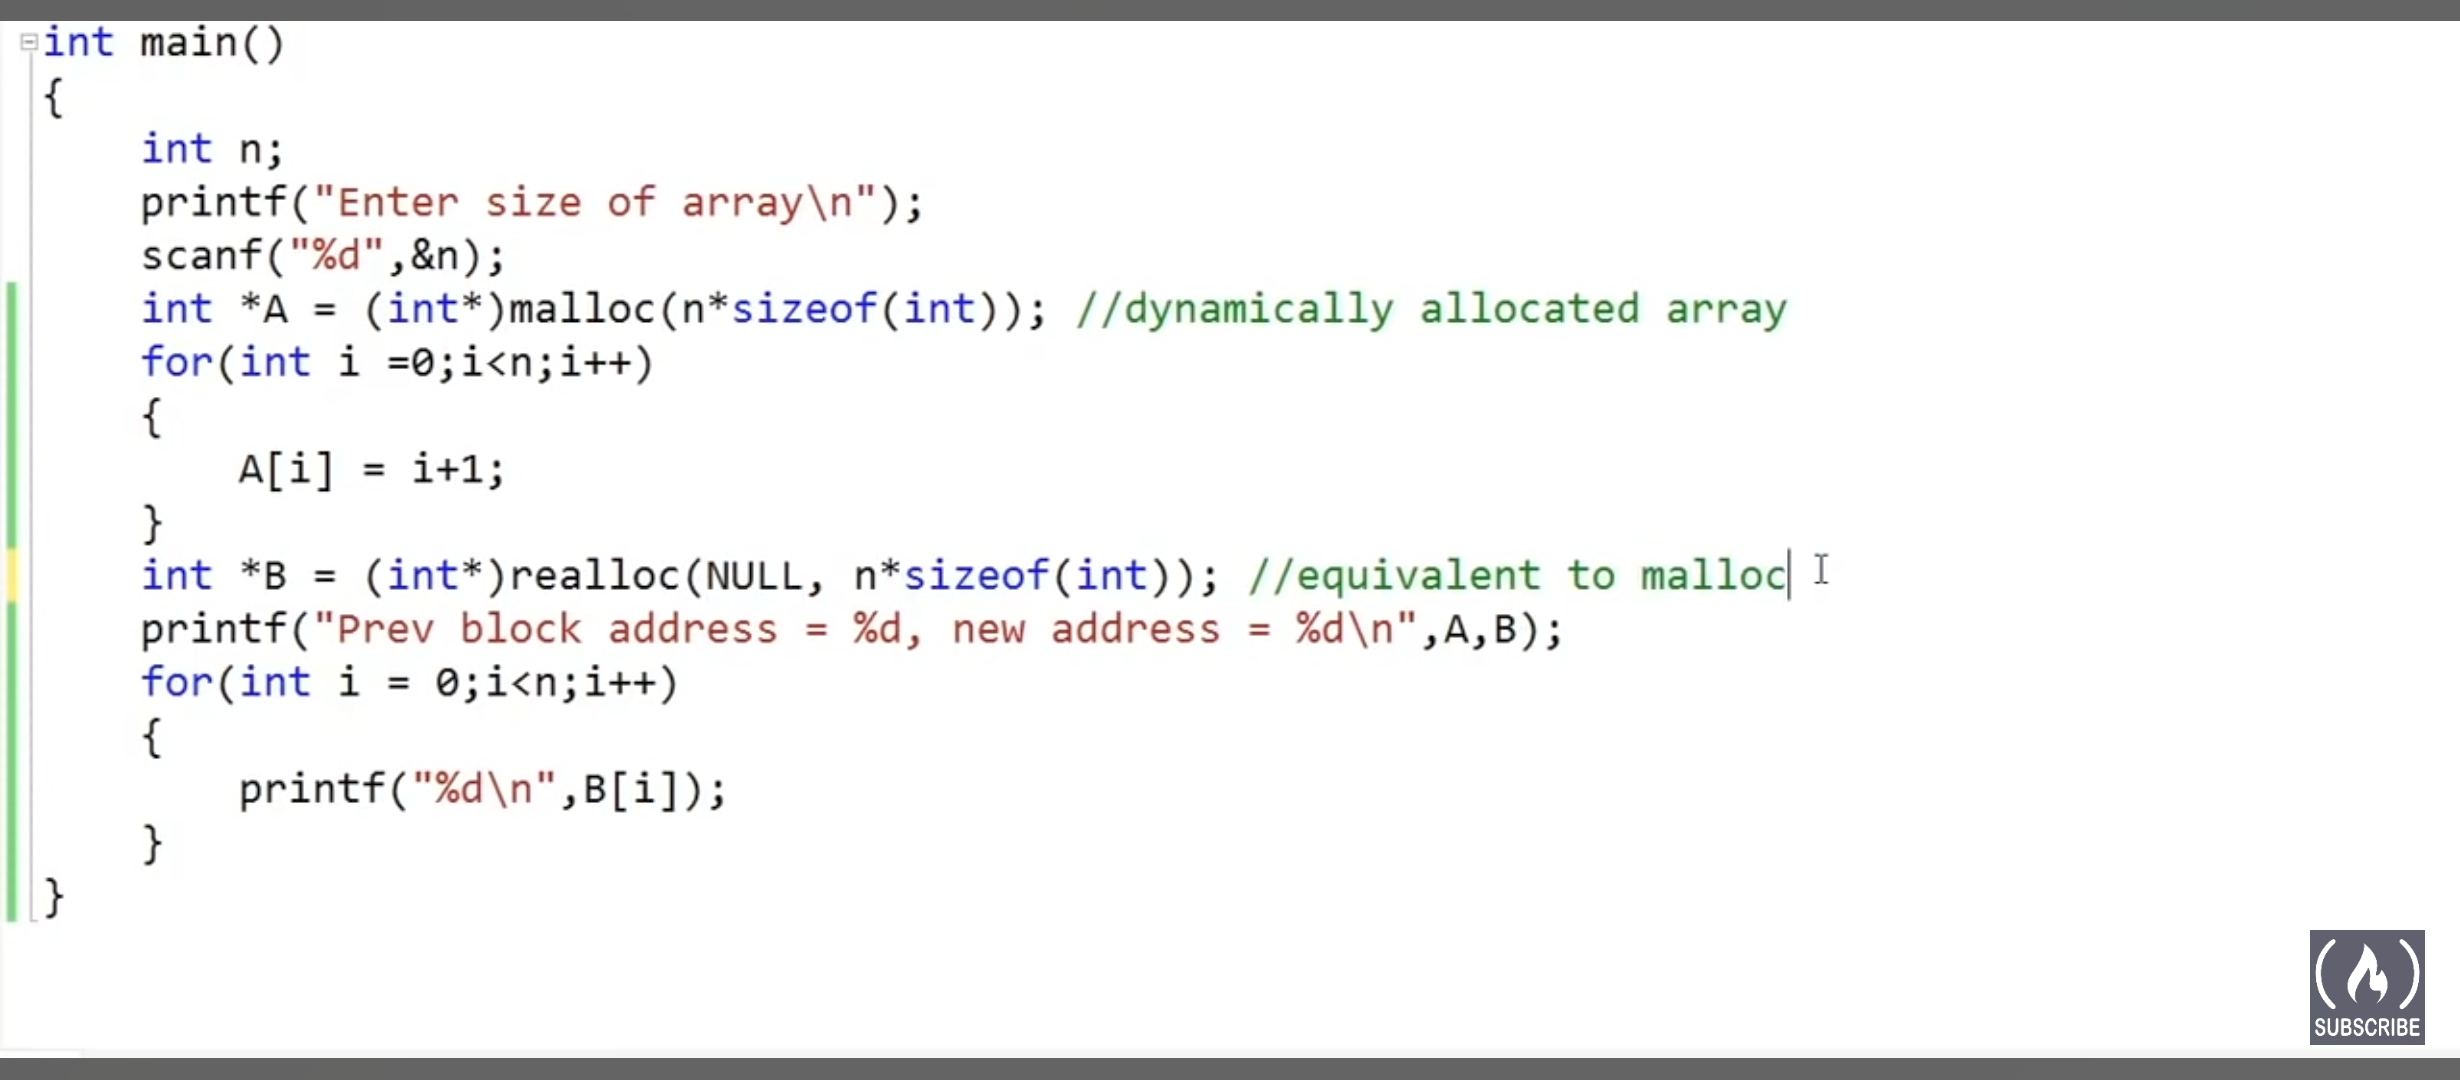 int main()
{
int n;
printf("Enter size of array\n");
scanf("%d",&n);
int *A = (int*)malloc(n*sizeof(int)); //dynamically allocated array
for(int i =0;i<n;i++)
{
A[i] = i+1;
}
int *B = (int*)realloc(NULL, n*sizeof(int)); //equivalent to malloc
printf("Prev block address = %d, new address = %d\n",A,B);
for(int i = 0;i<n;i++)
{
printf("%d\n",B[i]);
}
}
SUBSCRIBE